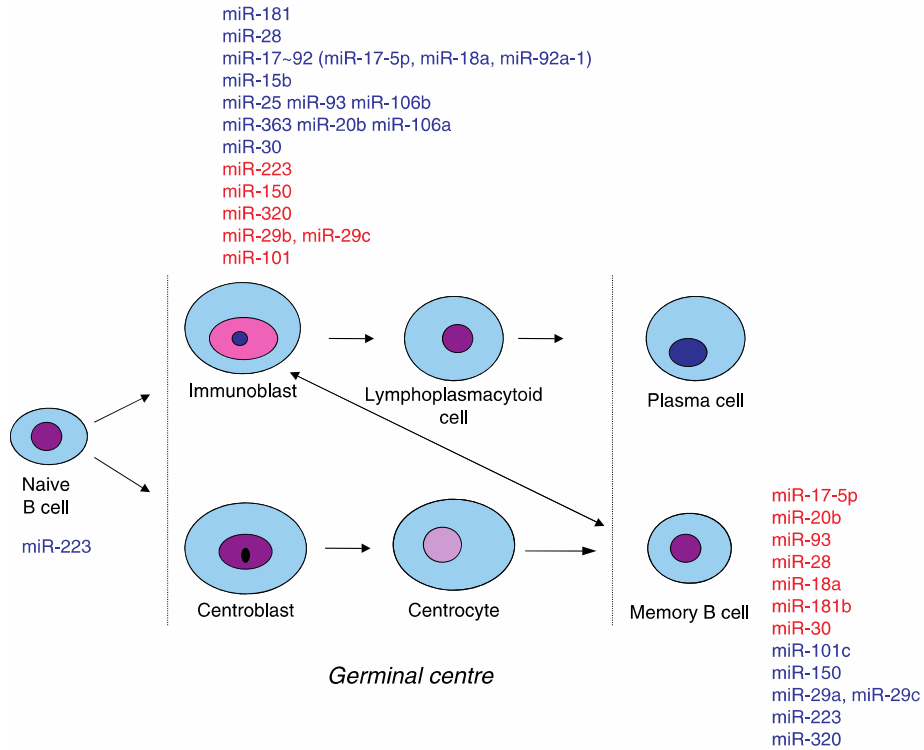 miR-181
miR-28
miR-17~92 (miR-17-5p, miR-18a, miR-92a-1)
miR-15b
miR-25 miR-93 miR-106b
miR-363 miR-20b miR-106a
miR-30
miR-223
miR-150
miR-320
miR-29b, miR-29c
miR-101
Immunoblast
Lymphoplasmacytoid
cell
Plasma cell
Naive
B cell
miR-223
Centroblast
Centrocyte
Memory B cell
miR-17-5p
miR-20b
miR-93
miR-28
miR-18a
miR-181b
miR-30
miR-101c
miR-150
miR-29a, miR-29c
miR-223
miR-320
Germinal centre